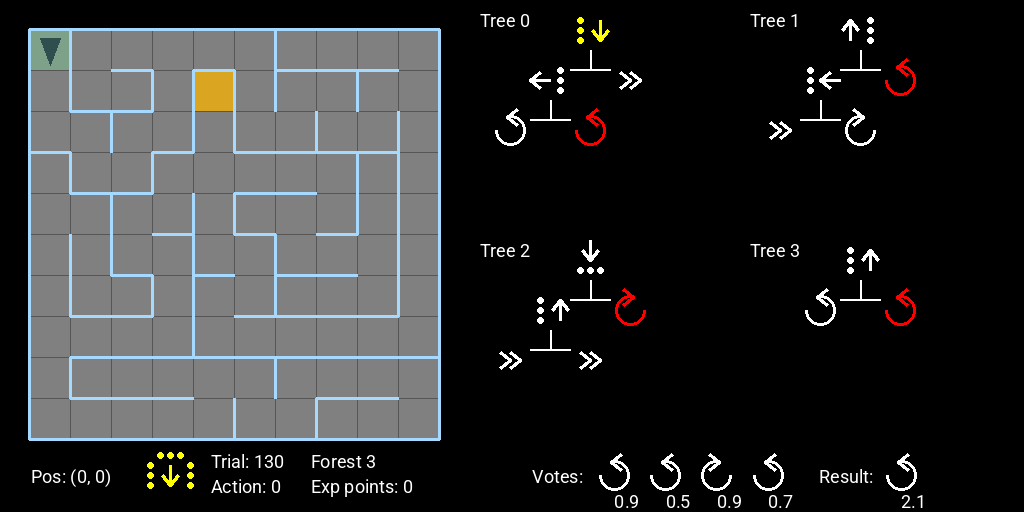 Tree 0
Tree 1
Tree 2
Tree 3
Pos: (0, 0)
Trial: 130
Forest 3
Action: 0
Exp points: 0
Votes:
0.9
0.5
0.9
0.7
Result:
2.1